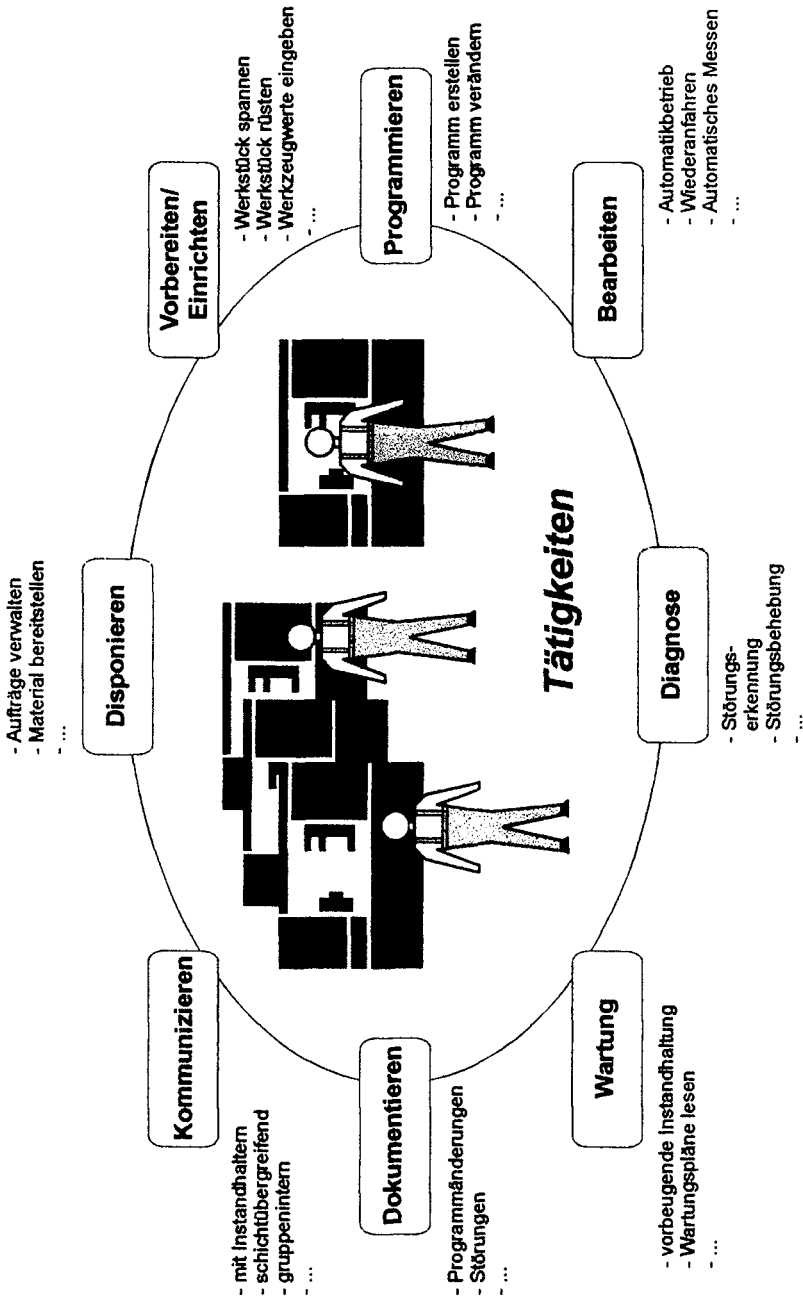 - Aufträge verwalten
- Material bereitstellen
- ...
Disponieren
Vorbereiten/
Einrichten
- Werkstück spannen
- Werkstück rüsten
- Werkzeugwerte eingeben
- ...
Programmieren
- Programm erstellen
- Programm verändern
- ...
Bearbeiten
- Automatikbetrieb
- Wiederanfahren
- Automatisches Messen
- ...
Diagnose
- Störungs-
erkennung
- Störungsbehebung
- ...
Wartung
- vorbeugende Instandhaltung
- Wartungspläne lesen
- ...
Dokumentieren
- Programmänderungen
- Störungen
- ...
Kommunizieren
- mit Instandhaltern
- schichtübergreifend
- gruppenintern
- ...
Tätigkeiten